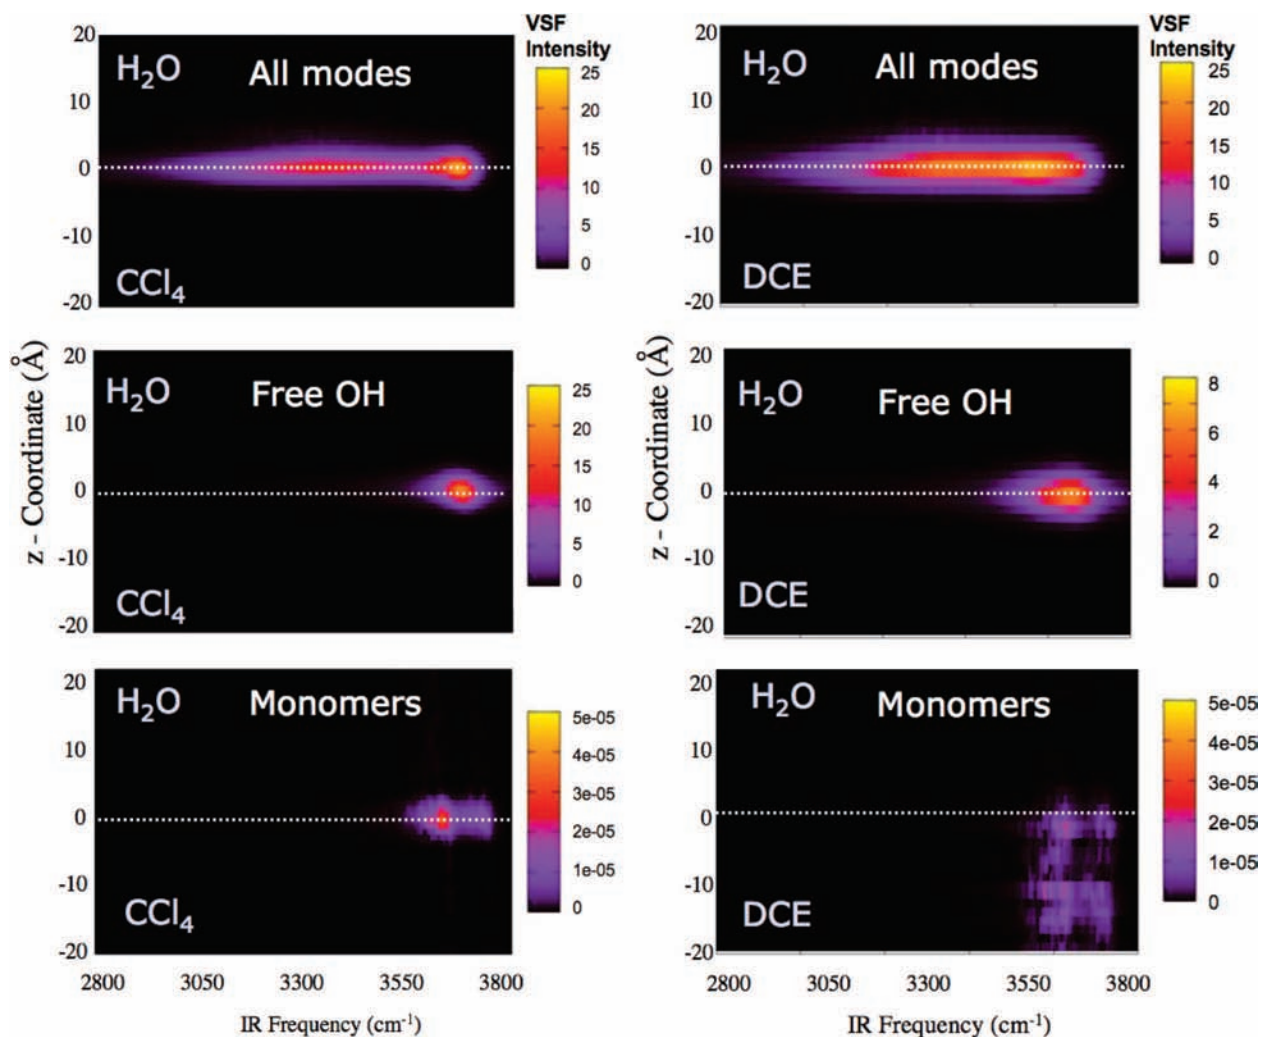 VSF
Intensity
H₂O All modes
CCl₄
20
10
0
-10
-20
25
20
15
10
5
0
VSF
Intensity
H₂O All modes
DCE
20
10
0
-10
-20
25
20
15
10
5
0
z - Coordinate (Å)
H₂O Free OH
CCl₄
20
10
0
-10
-20
25
20
15
10
5
0
z - Coordinate (Å)
H₂O Free OH
DCE
20
10
0
-10
-20
8
6
4
2
0
H₂O Monomers
CCl₄
20
10
0
-10
-20
5e-05
4e-05
3e-05
2e-05
1e-05
0
H₂O Monomers
DCE
20
10
0
-10
-20
5e-05
4e-05
3e-05
2e-05
1e-05
0
2800 3050 3300 3550 3800
IR Frequency (cm⁻¹)
2800 3050 3300 3550 3800
IR Frequency (cm⁻¹)